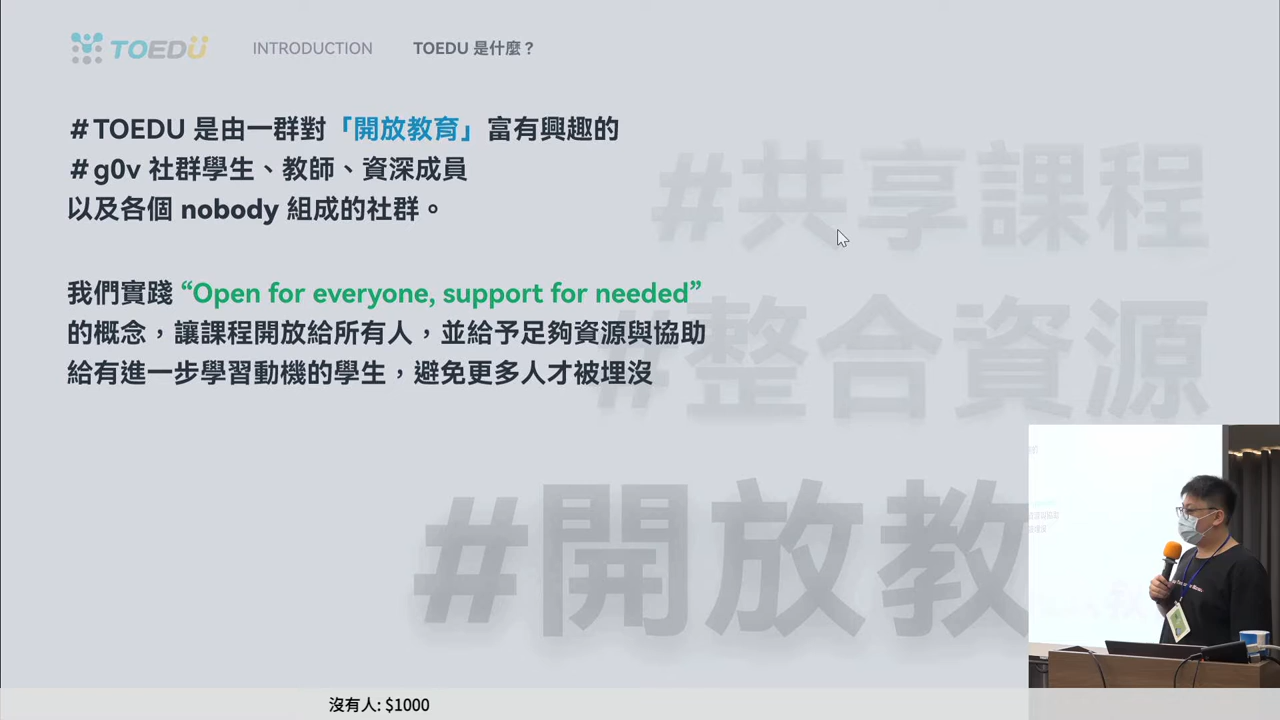 TOEDU
INTRODUCTION
TOEDU 是什麼？
#TOEDU 是由一群對「開放教育」富有興趣的
#g0v 社群學生、教師、資深成員
以及各個 nobody 組成的社群。
我們實踐 “Open for everyone, support for needed”
的概念，讓課程開放給所有人，並給予足夠資源與協助
給有進一步學習動機的學生，避免更多人才被埋沒
#共享課程
#整合資源
#開放教
沒有人: $1000